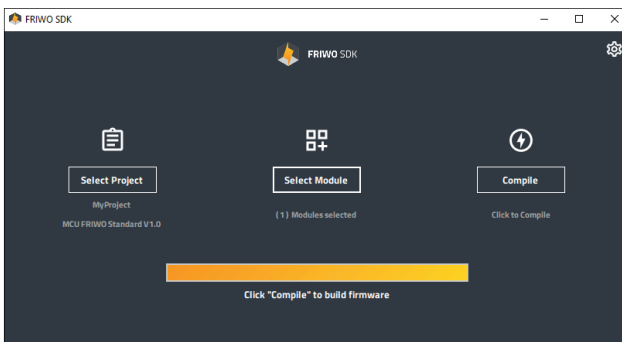 FRIWO SDK
FRIWO SDK
Select Project
Select Module
Compile
MyProject
MCU FRIWO Standard V1.0
( 1 ) Modules selected
Click to Compile
Click "Compile" to build firmware